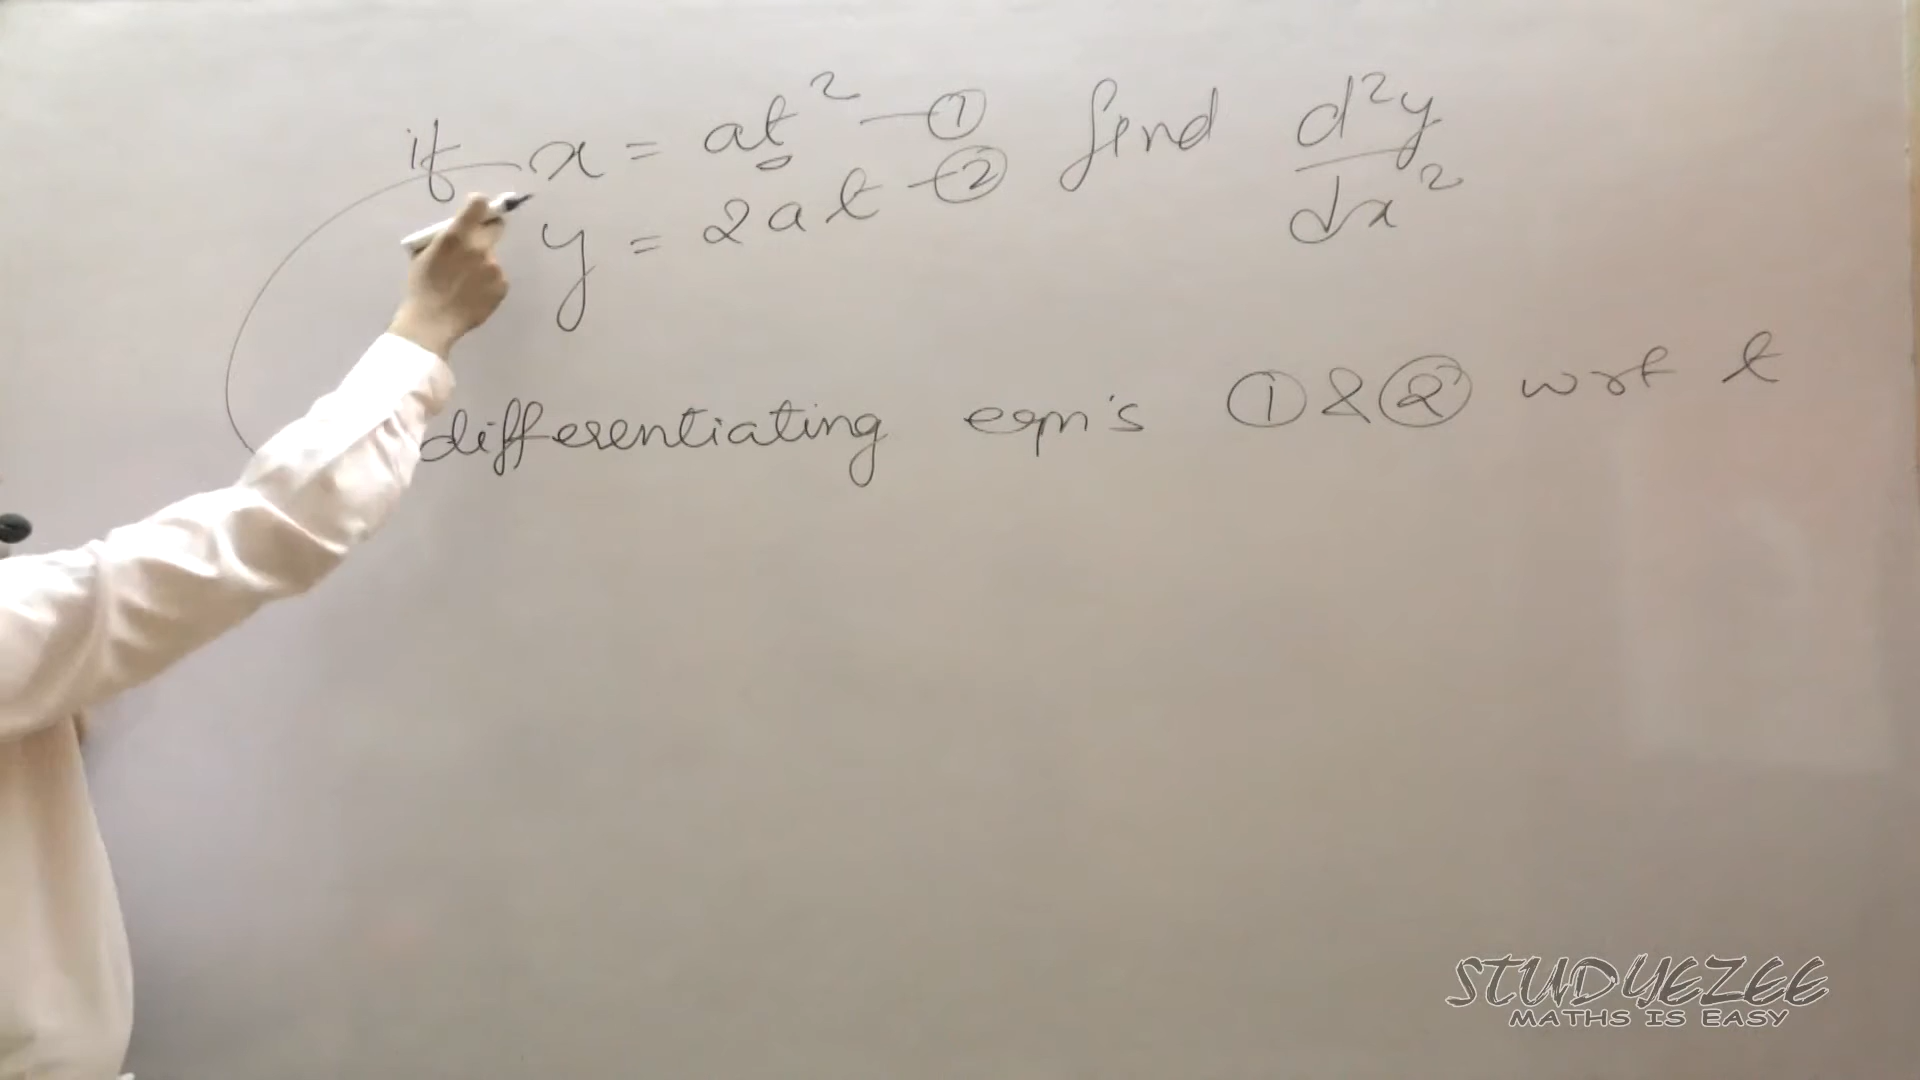 if x = at² — ① find d²y/dx²
y = 2at — ②
differentiating eqn's ① & ② wrt t
STUDYEZEE
MATHS IS EASY